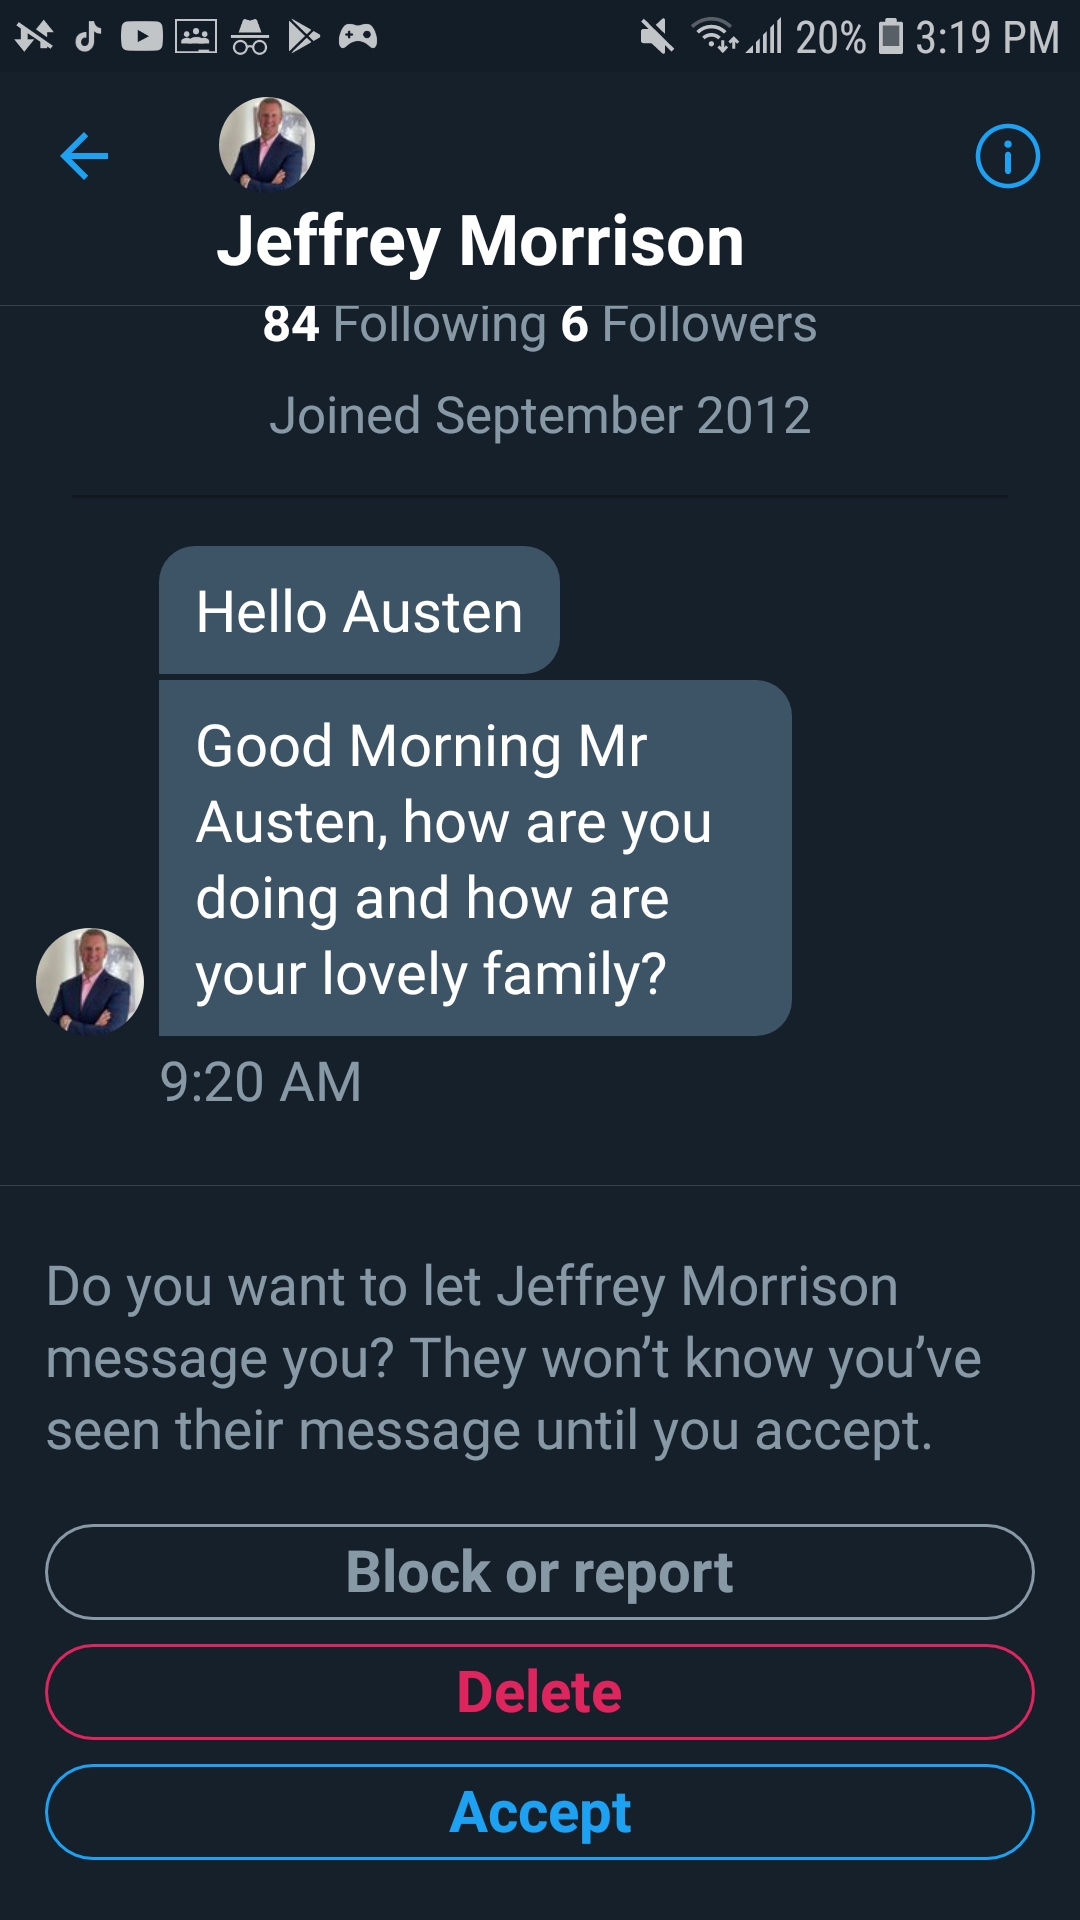 20% 3:19 PM
Jeffrey Morrison
84 Following 6 Followers
Joined September 2012
Hello Austen
Good Morning Mr
Austen, how are you
doing and how are
your lovely family?
9:20 AM
Do you want to let Jeffrey Morrison
message you? They won’t know you’ve
seen their message until you accept.
Block or report
Delete
Accept